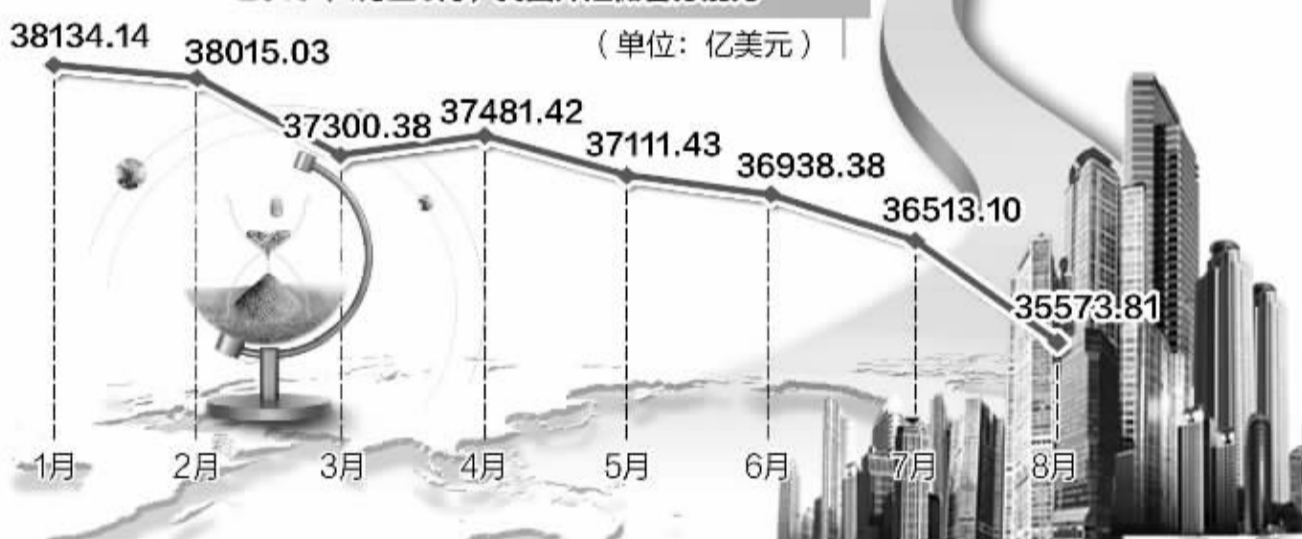 （单位：亿美元）
38134.14
38015.03
37300.38
37481.42
37111.43
36938.38
36513.10
35573.81
1月
2月
3月
4月
5月
6月
7月
8月